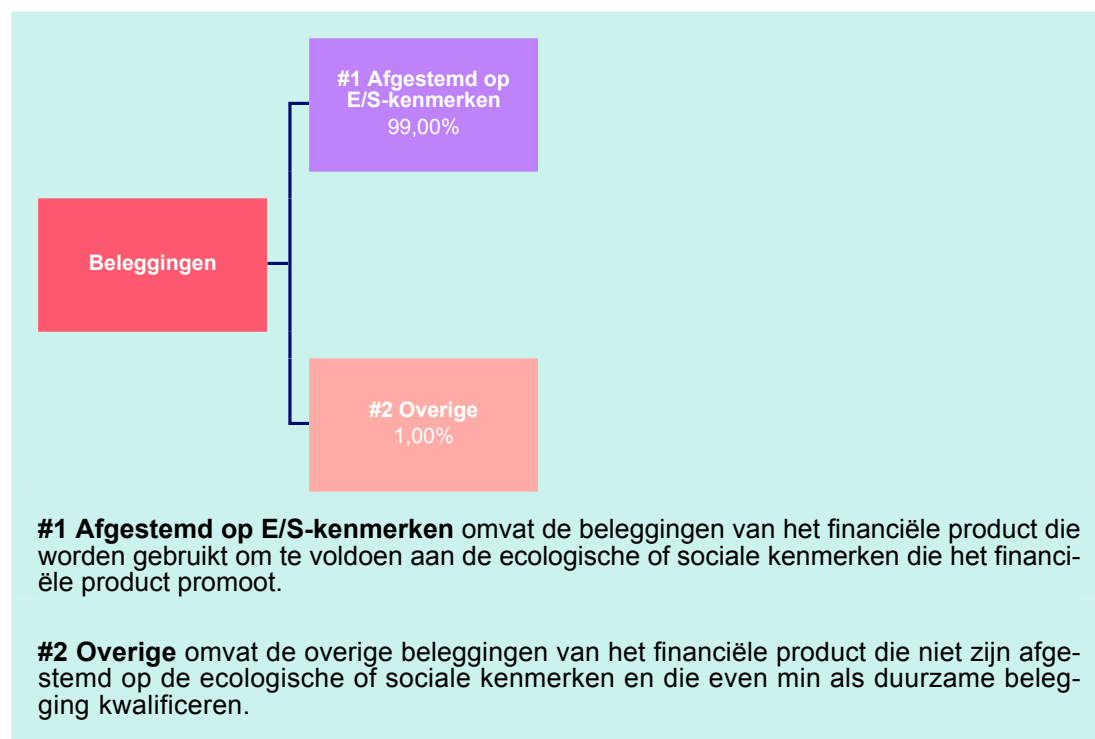 #1 Afgestemd op
E/S-kenmerken
99,00%
Beleggingen
#2 Overige
1,00%
#1 Afgestemd op E/S-kenmerken omvat de beleggingen van het financiële product die
worden gebruikt om te voldoen aan de ecologische of sociale kenmerken die het financi-
ële product promoot.
#2 Overige omvat de overige beleggingen van het financiële product die niet zijn afge-
stemd op de ecologische of sociale kenmerken en die even min als duurzame beleg-
ging kwalificeren.